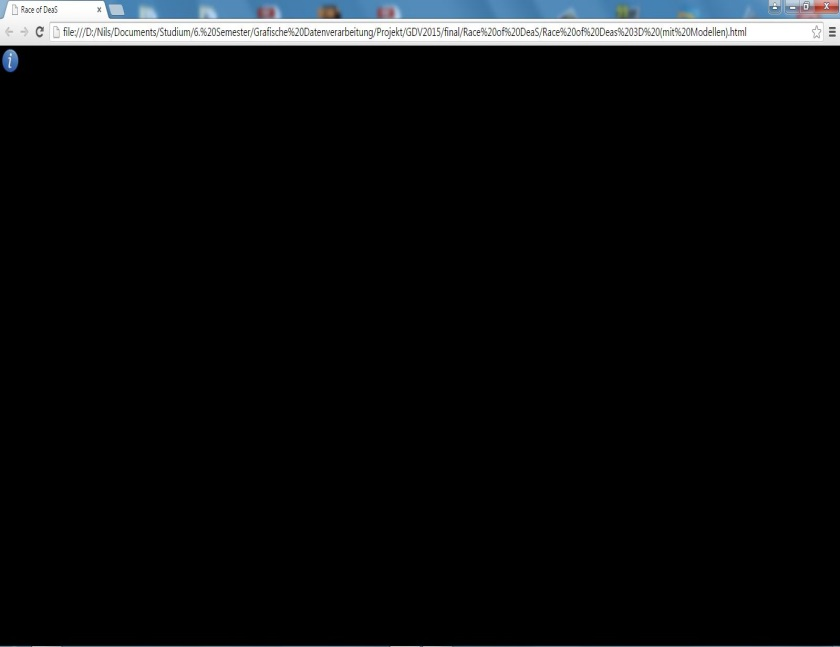 Race of DeaS
file:///D:/Nils/Documents/Studium/6.%20Semester/Grafische%20Datenverarbeitung/Projekt/GDV2015/final/Race%20of%20DeaS/Race%20of%20Deas%203D%20(mit%20Modellen).html
i